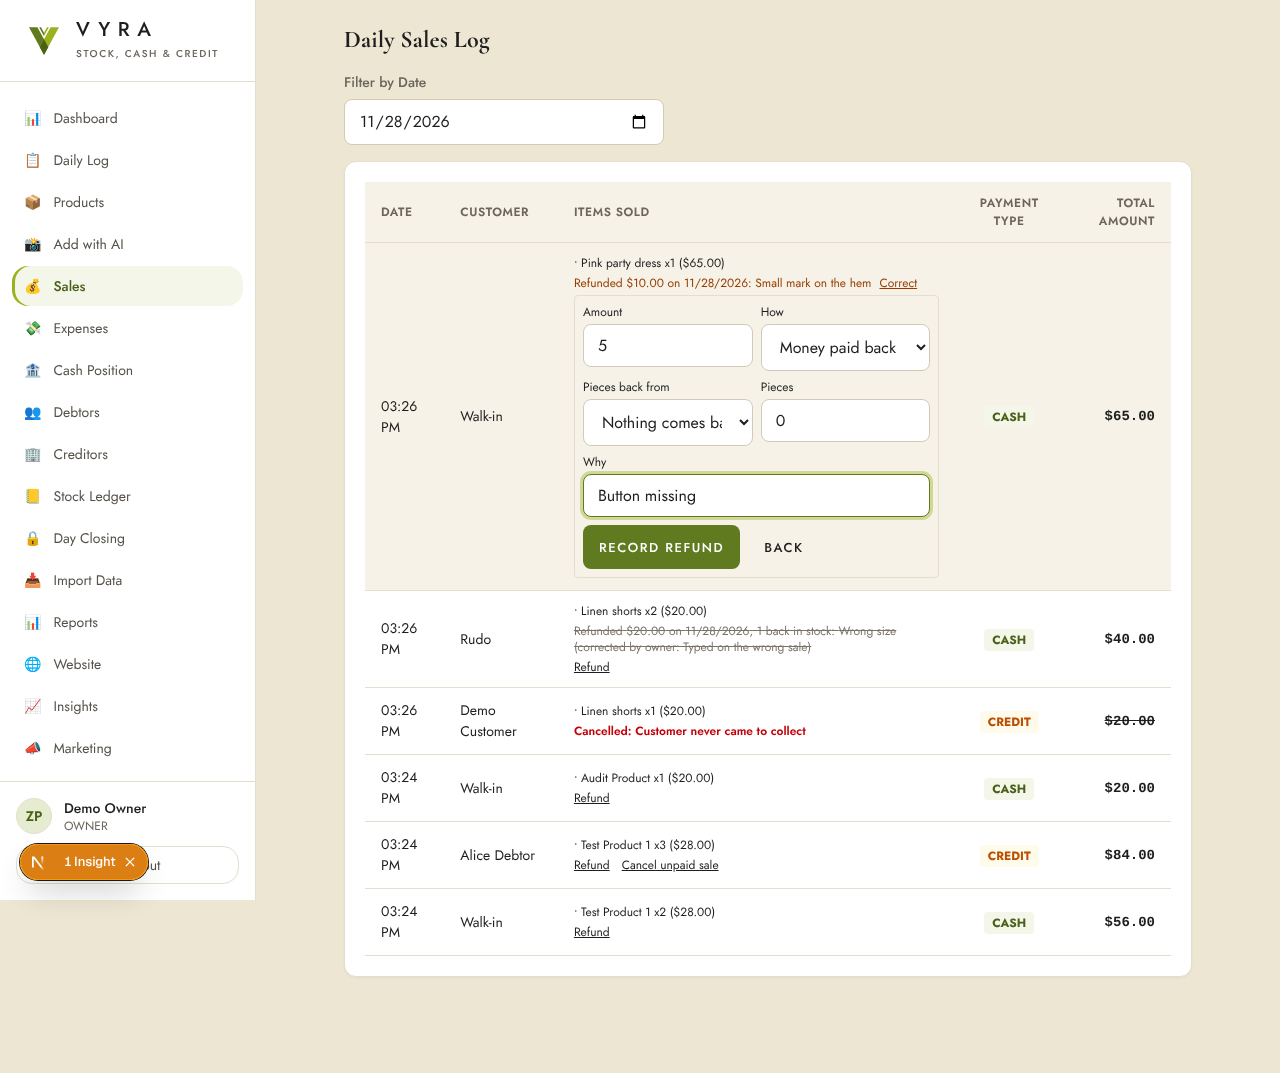 VYRA
STOCK, CASH & CREDIT
Dashboard
Daily Log
Products
Add with AI
Sales
Expenses
Cash Position
Debtors
Creditors
Stock Ledger
Day Closing
Import Data
Reports
Website
Insights
Marketing
ZP
Demo Owner
OWNER
1 Insight
Daily Sales Log
Filter by Date
11/28/2026
DATE CUSTOMER ITEMS SOLD PAYMENT TYPE TOTAL AMOUNT
03:26 PM
Walk-in
· Pink party dress x1 ($65.00)
Refunded $10.00 on 11/28/2026: Small mark on the hem Correct
Amount How
5 Money paid back
Pieces back from Pieces
Nothing comes 0
Why
Button missing
RECORD REFUND BACK
CASH
$65.00
03:26 PM
Rudo
· Linen shorts x2 ($20.00)
Refunded $20.00 on 11/28/2026, 1 back in stock: Wrong size
(corrected by owner: Typed on the wrong sale)
Refund
CASH
$40.00
03:26 PM
Demo Customer
· Linen shorts x1 ($20.00)
Cancelled: Customer never came to collect
CREDIT
$20.00
03:24 PM
Walk-in
· Audit Product x1 ($20.00)
Refund
CASH
$20.00
03:24 PM
Alice Debtor
· Test Product 1 x3 ($28.00)
Refund Cancel unpaid sale
CREDIT
$84.00
03:24 PM
Walk-in
· Test Product 1 x2 ($28.00)
Refund
CASH
$56.00